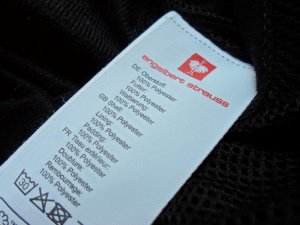 engelbert strauss
DE: Oberstoff:
100% Polyester
Futter:
100% Polyester
Wattierung:
100% Polyester
GB: Shell:
100% Polyester
Lining:
100% Polyester
Padding:
100% Polyester
FR: Tissu extérieur:
100% Polyester
Doublure:
100% Polyester
Rembourrage:
100% Polyester
30